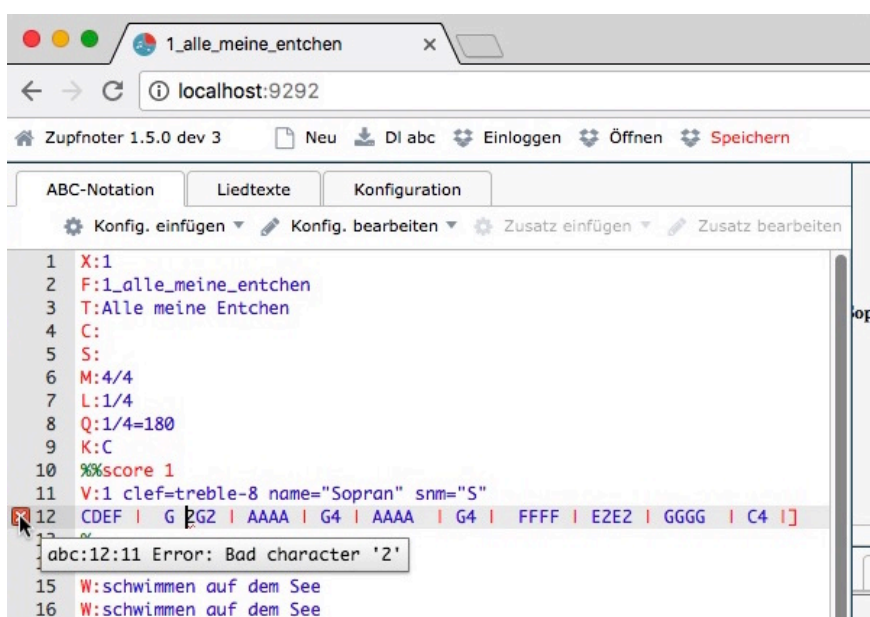 1_alle_meine_entchen
localhost:9292
Zupfnoter 1.5.0 dev 3 Neu Dl abc Einloggen Öffnen Speichern
ABC-Notation Liedtexte Konfiguration
Konfig. einfügen Konfig. bearbeiten Zusatz einfügen Zusatz bearbeiten
1 X:1
2 F:1_alle_meine_entchen
3 T:Alle meine Entchen
4 C:
5 S:
6 M:4/4
7 L:1/4
8 Q:1/4=180
9 K:C
10 %%score 1
11 V:1 clef=treble-8 name="Sopran" snm="S"
12 CDEF | G 2G2 | AAAA | G4 | AAAA | G4 | FFFF | E2E2 | GGGG | C4 |]
abc:12:11 Error: Bad character '2'
15 W:schwimmen auf dem See
16 W:schwimmen auf dem See